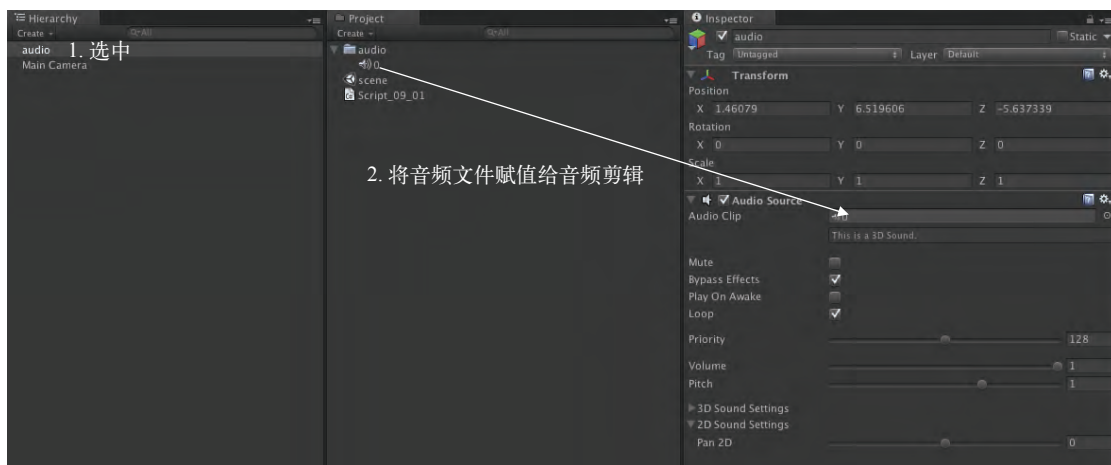 Hierarchy
Create
Q▾All
audio
1. 选中
Main Camera
Project
Create
Q▾All
audio
0
scene
Script_09_01
2. 将音频文件赋值给音频剪辑
Inspector
audio
Static
Tag Untagged Layer Default
Transform
Position
X 1.46079 Y 6.519606 Z -5.637339
Rotation
X 0 Y 0 Z 0
Scale
X 1 Y 1 Z 1
Audio Source
Audio Clip 0
This is a 3D Sound.
Mute
Bypass Effects
Play On Awake
Loop
Priority 128
Volume 1
Pitch 1
3D Sound Settings
2D Sound Settings
Pan 2D 0